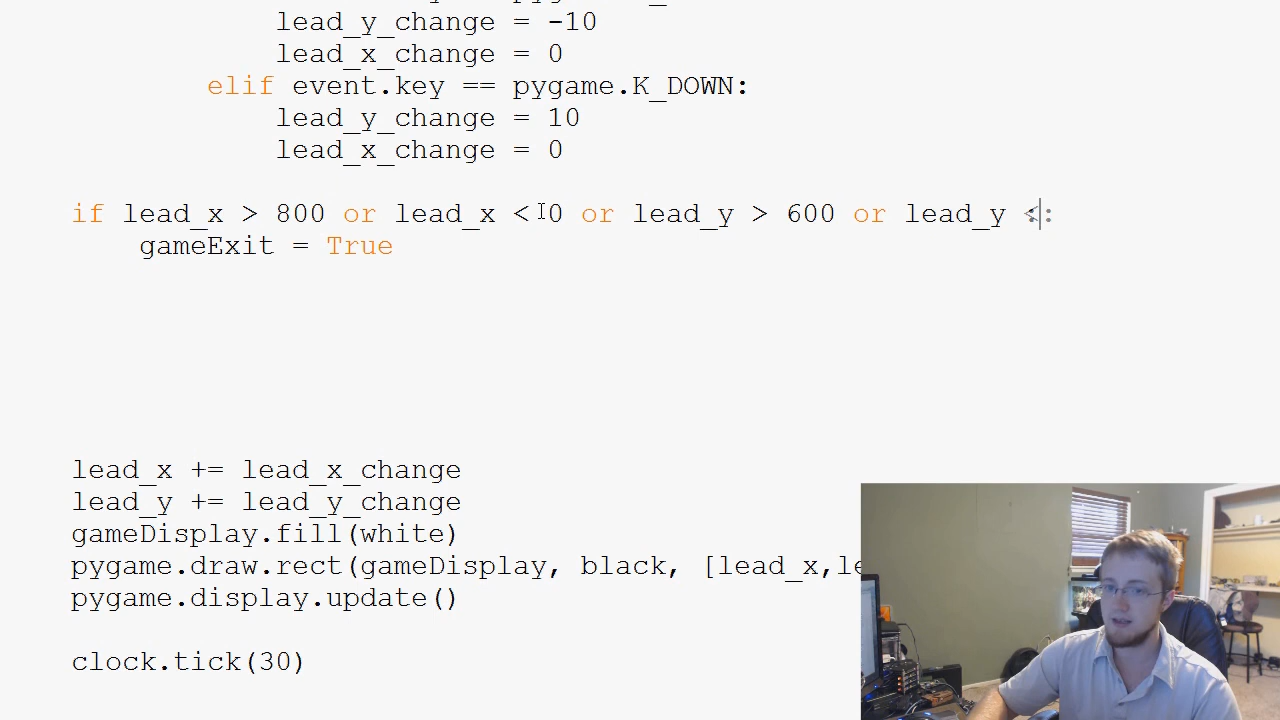 lead_y_change = -10
lead_x_change = 0
elif event.key == pygame.K_DOWN:
lead_y_change = 10
lead_x_change = 0
if lead_x > 800 or lead_x < 0 or lead_y > 600 or lead_y <:
gameExit = True
lead_x += lead_x_change
lead_y += lead_y_change
gameDisplay.fill(white)
pygame.draw.rect(gameDisplay, black, [lead_x,le
pygame.display.update()
clock.tick(30)